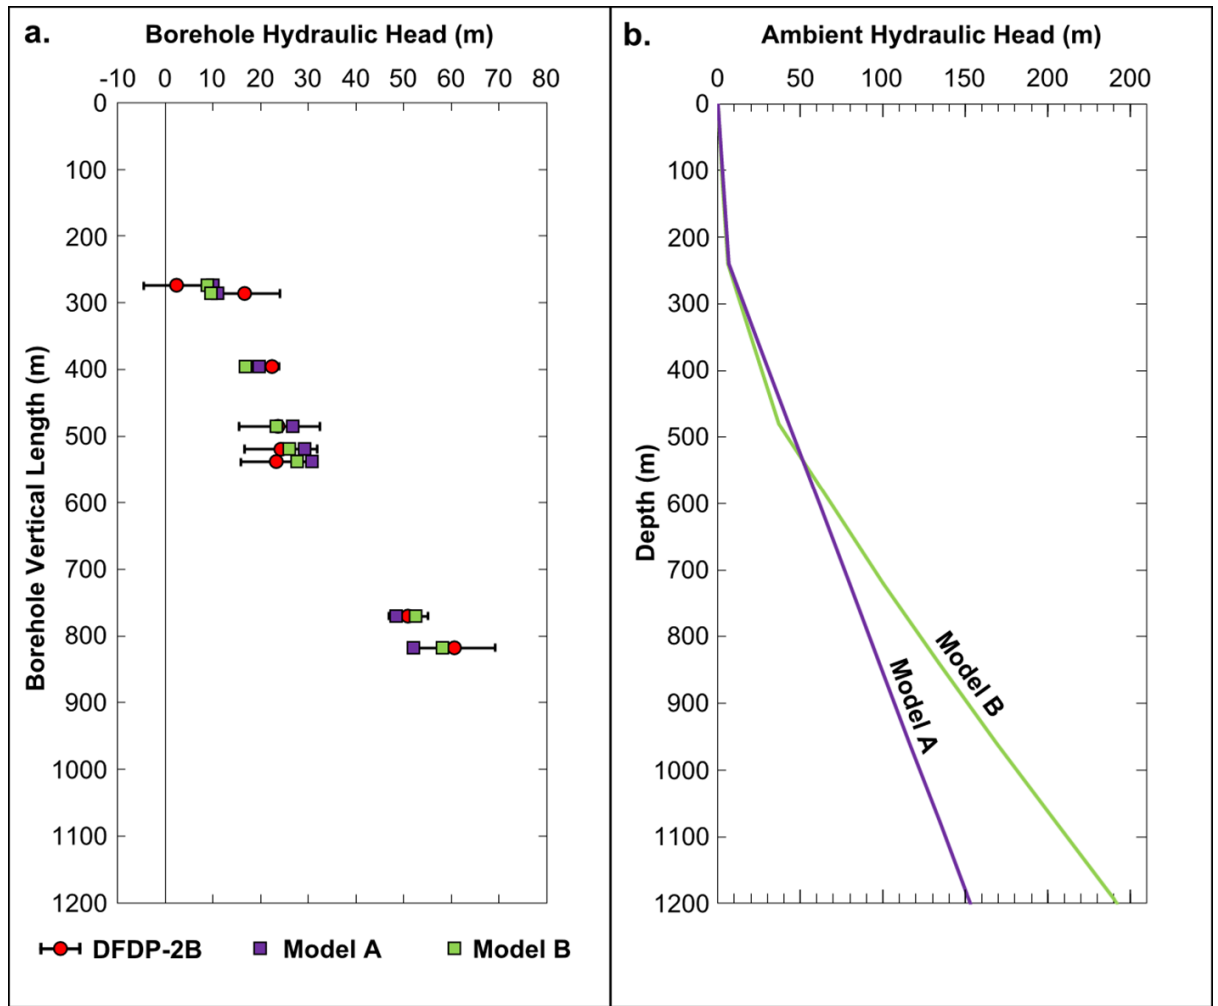 a.
Borehole Hydraulic Head (m)
-10 0 10 20 30 40 50 60 70 80
0
100
200
300
400
500
600
700
800
900
1000
1100
1200
Borehole Vertical Length (m)
DFDP-2B Model A Model B
b.
Ambient Hydraulic Head (m)
0 50 100 150 200 200
0
100
200
300
400
500
600
700
800
900
1000
1100
1200
Depth (m)
Model A
Model B